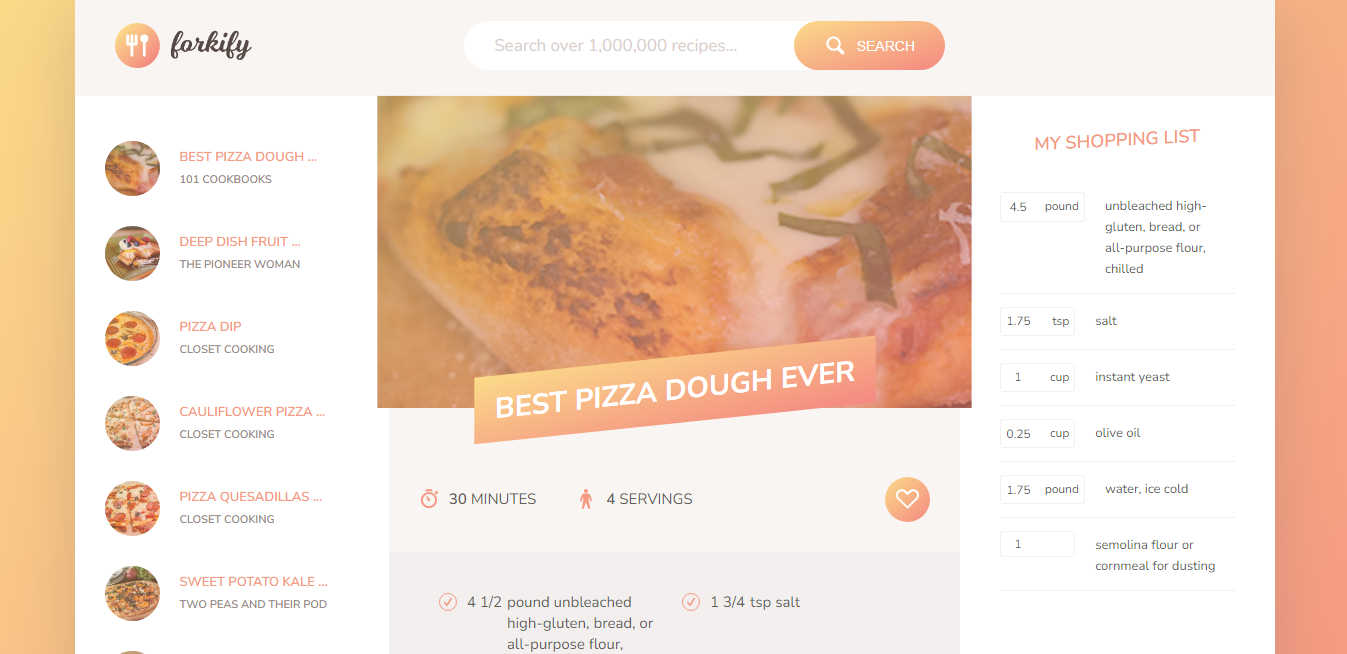 forkify
Search over 1,000,000 recipes...
SEARCH
BEST PIZZA DOUGH ...
101 COOKBOOKS
DEEP DISH FRUIT ...
THE PIONEER WOMAN
PIZZA DIP
CLOSET COOKING
CAULIFLOWER PIZZA ...
CLOSET COOKING
PIZZA QUESADILLAS ...
CLOSET COOKING
SWEET POTATO KALE ...
TWO PEAS AND THEIR POD
BEST PIZZA DOUGH EVER
30 MINUTES
4 SERVINGS
4 1/2 pound unbleached
high-gluten, bread, or
all-purpose flour,
1 3/4 tsp salt
MY SHOPPING LIST
4.5 pound unbleached high-
gluten, bread, or
all-purpose flour,
chilled
1.75 tsp salt
1 cup instant yeast
0.25 cup olive oil
1.75 pound water, ice cold
1 semolina flour or
cornmeal for dusting